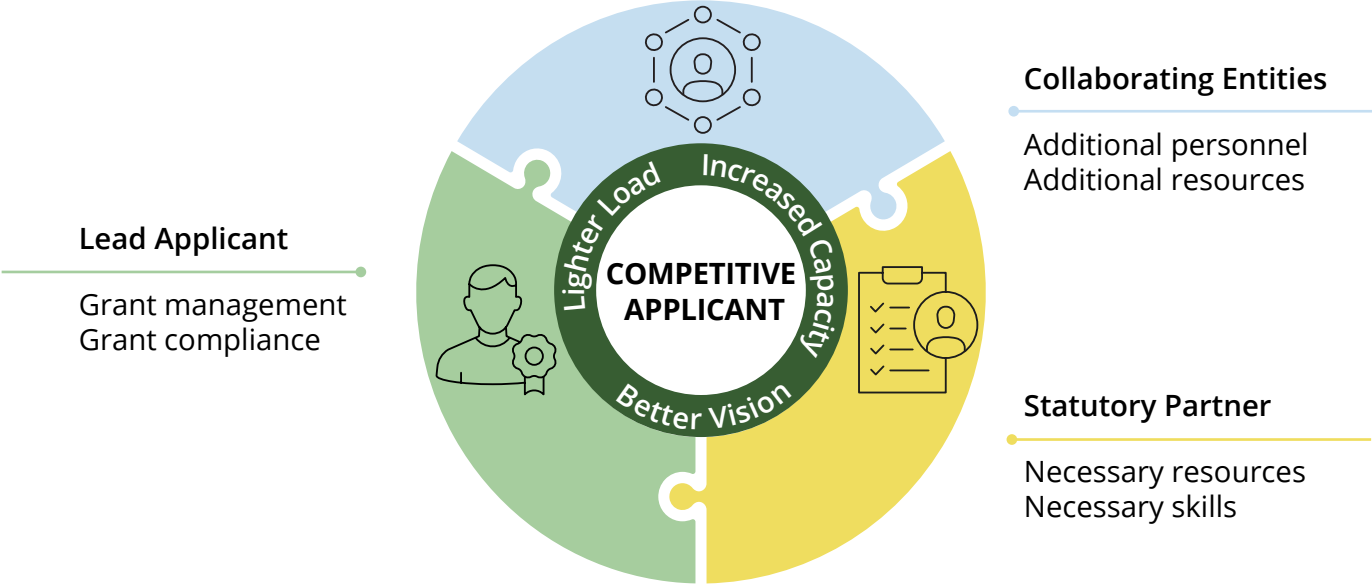 Collaborating Entities
Additional personnel
Additional resources
Lead Applicant
Grant management
Grant compliance
Lighter Load
Increased Capacity
Better Vision
COMPETITIVE
APPLICANT
Statutory Partner
Necessary resources
Necessary skills